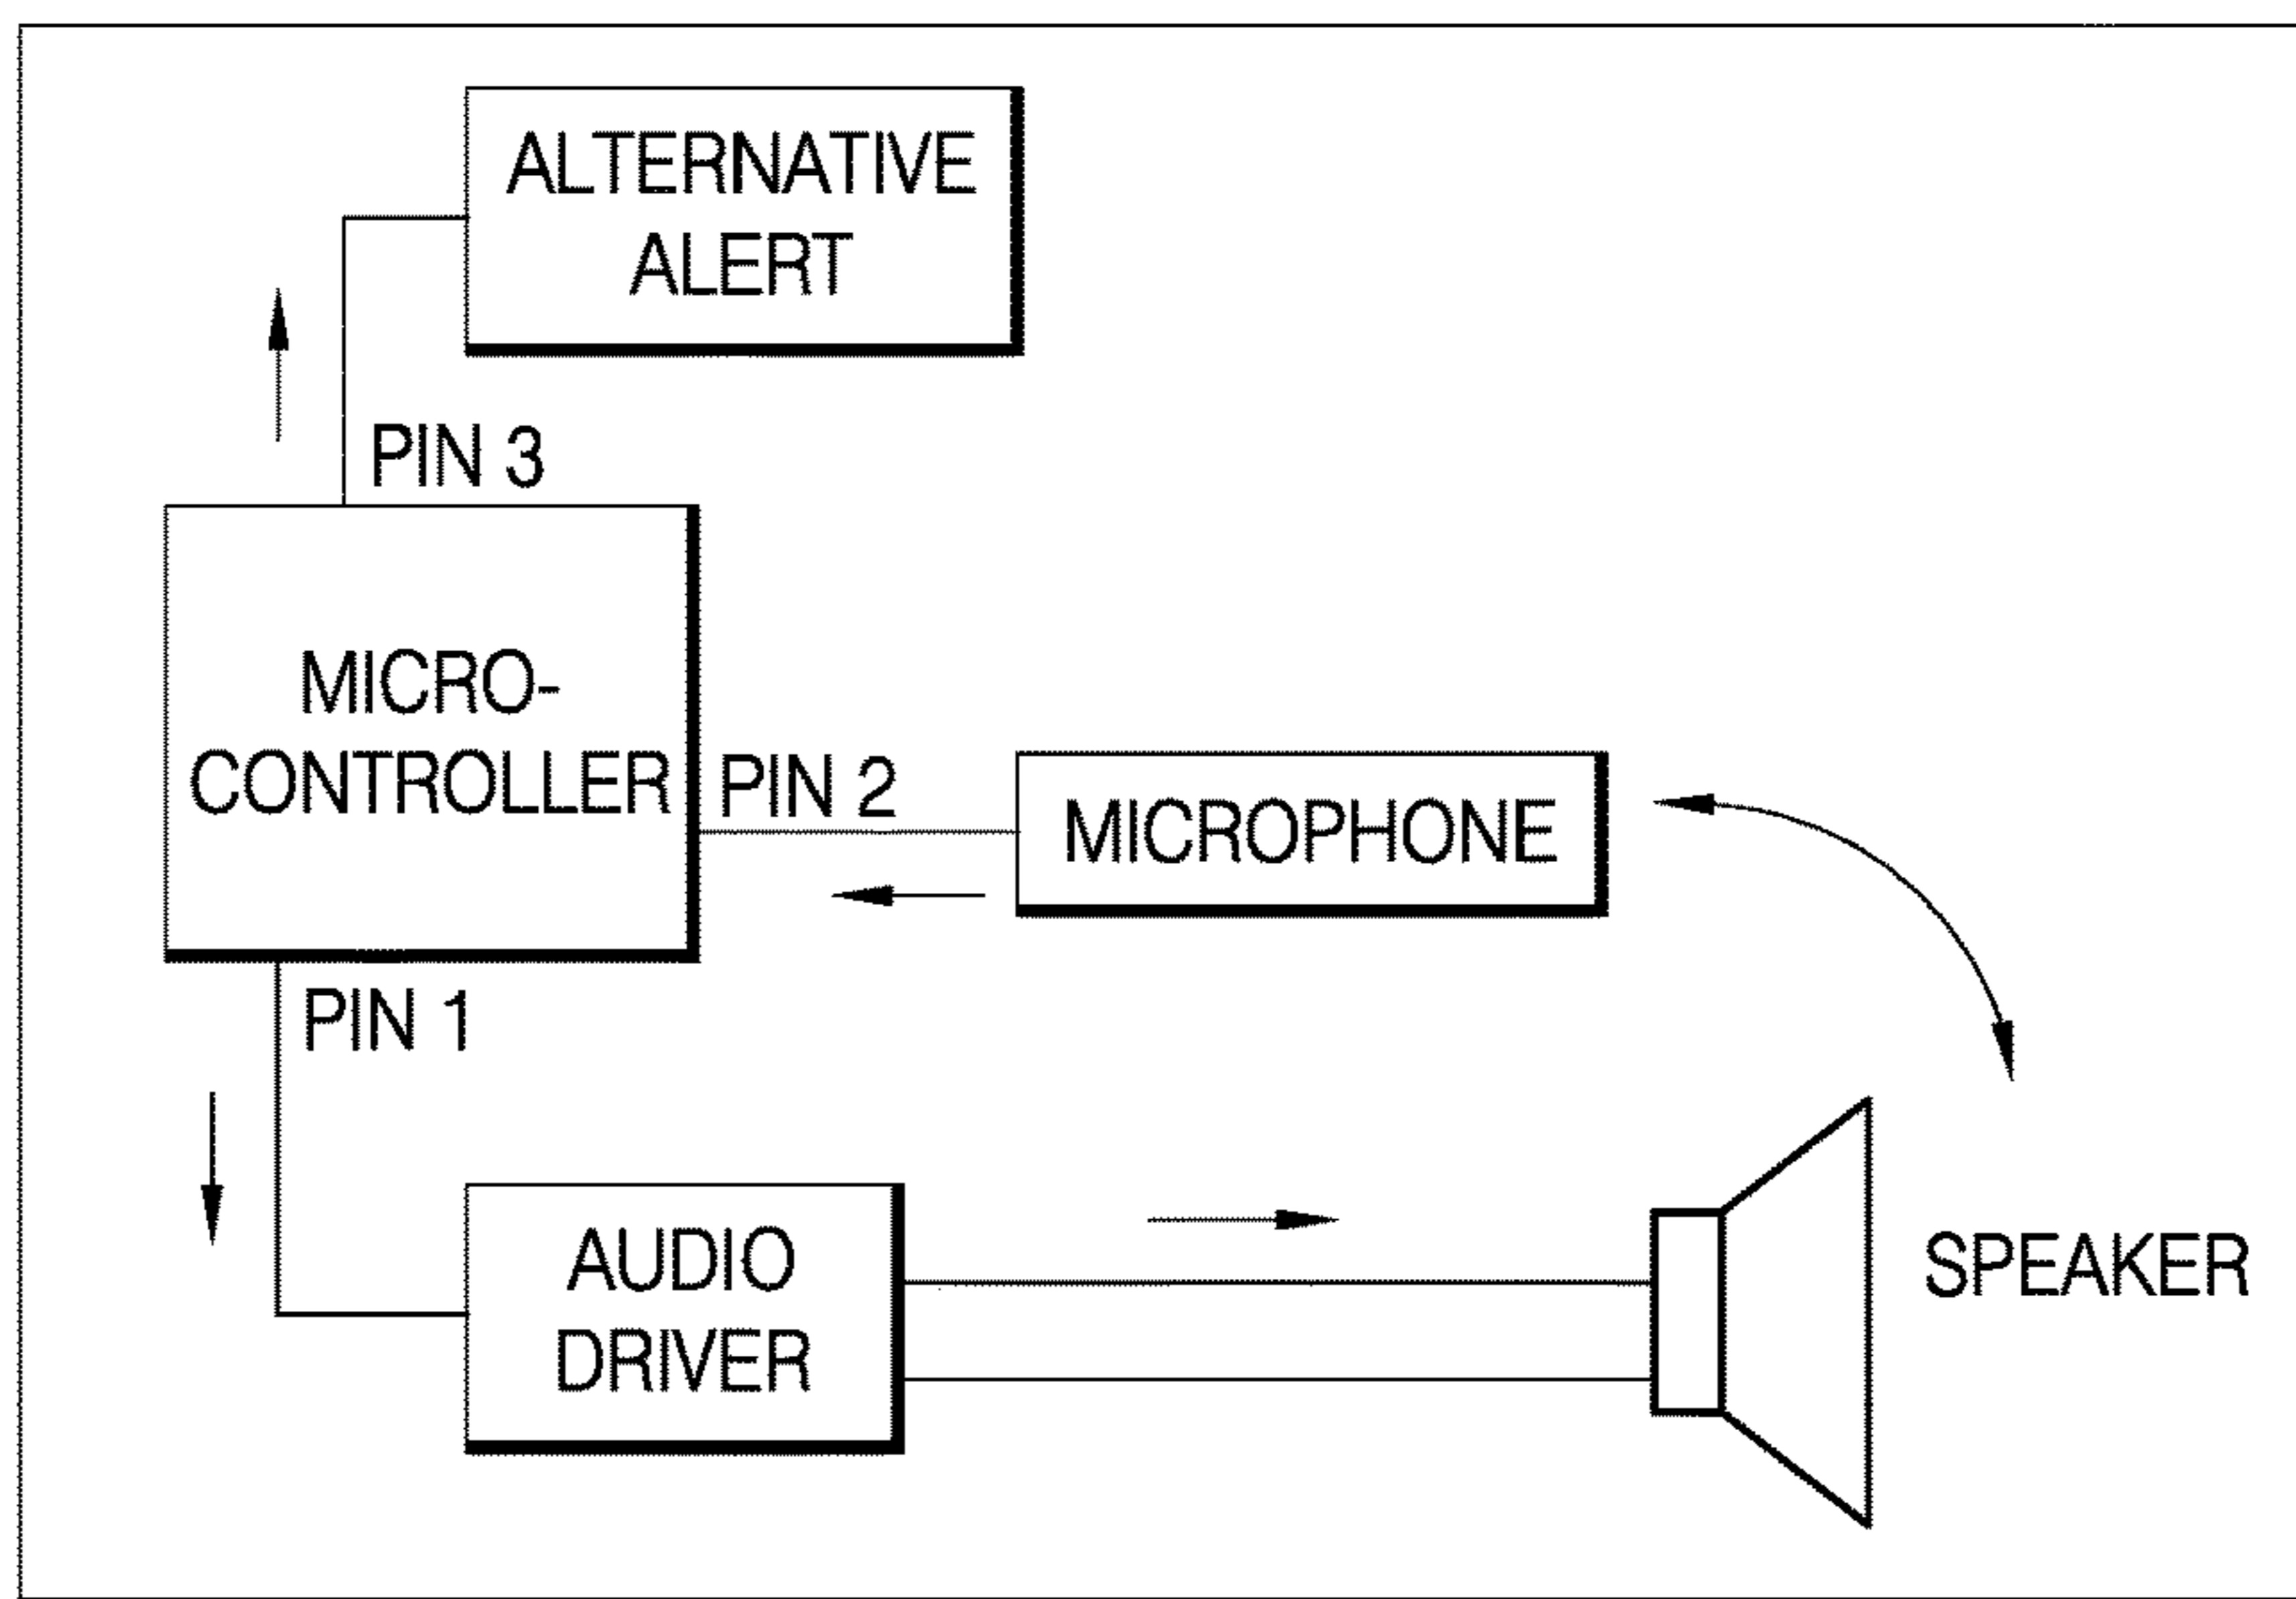 ALTERNATIVE
ALERT
PIN 3
MICRO-
CONTROLLER
PIN 2
MICROPHONE
PIN 1
AUDIO
DRIVER
SPEAKER